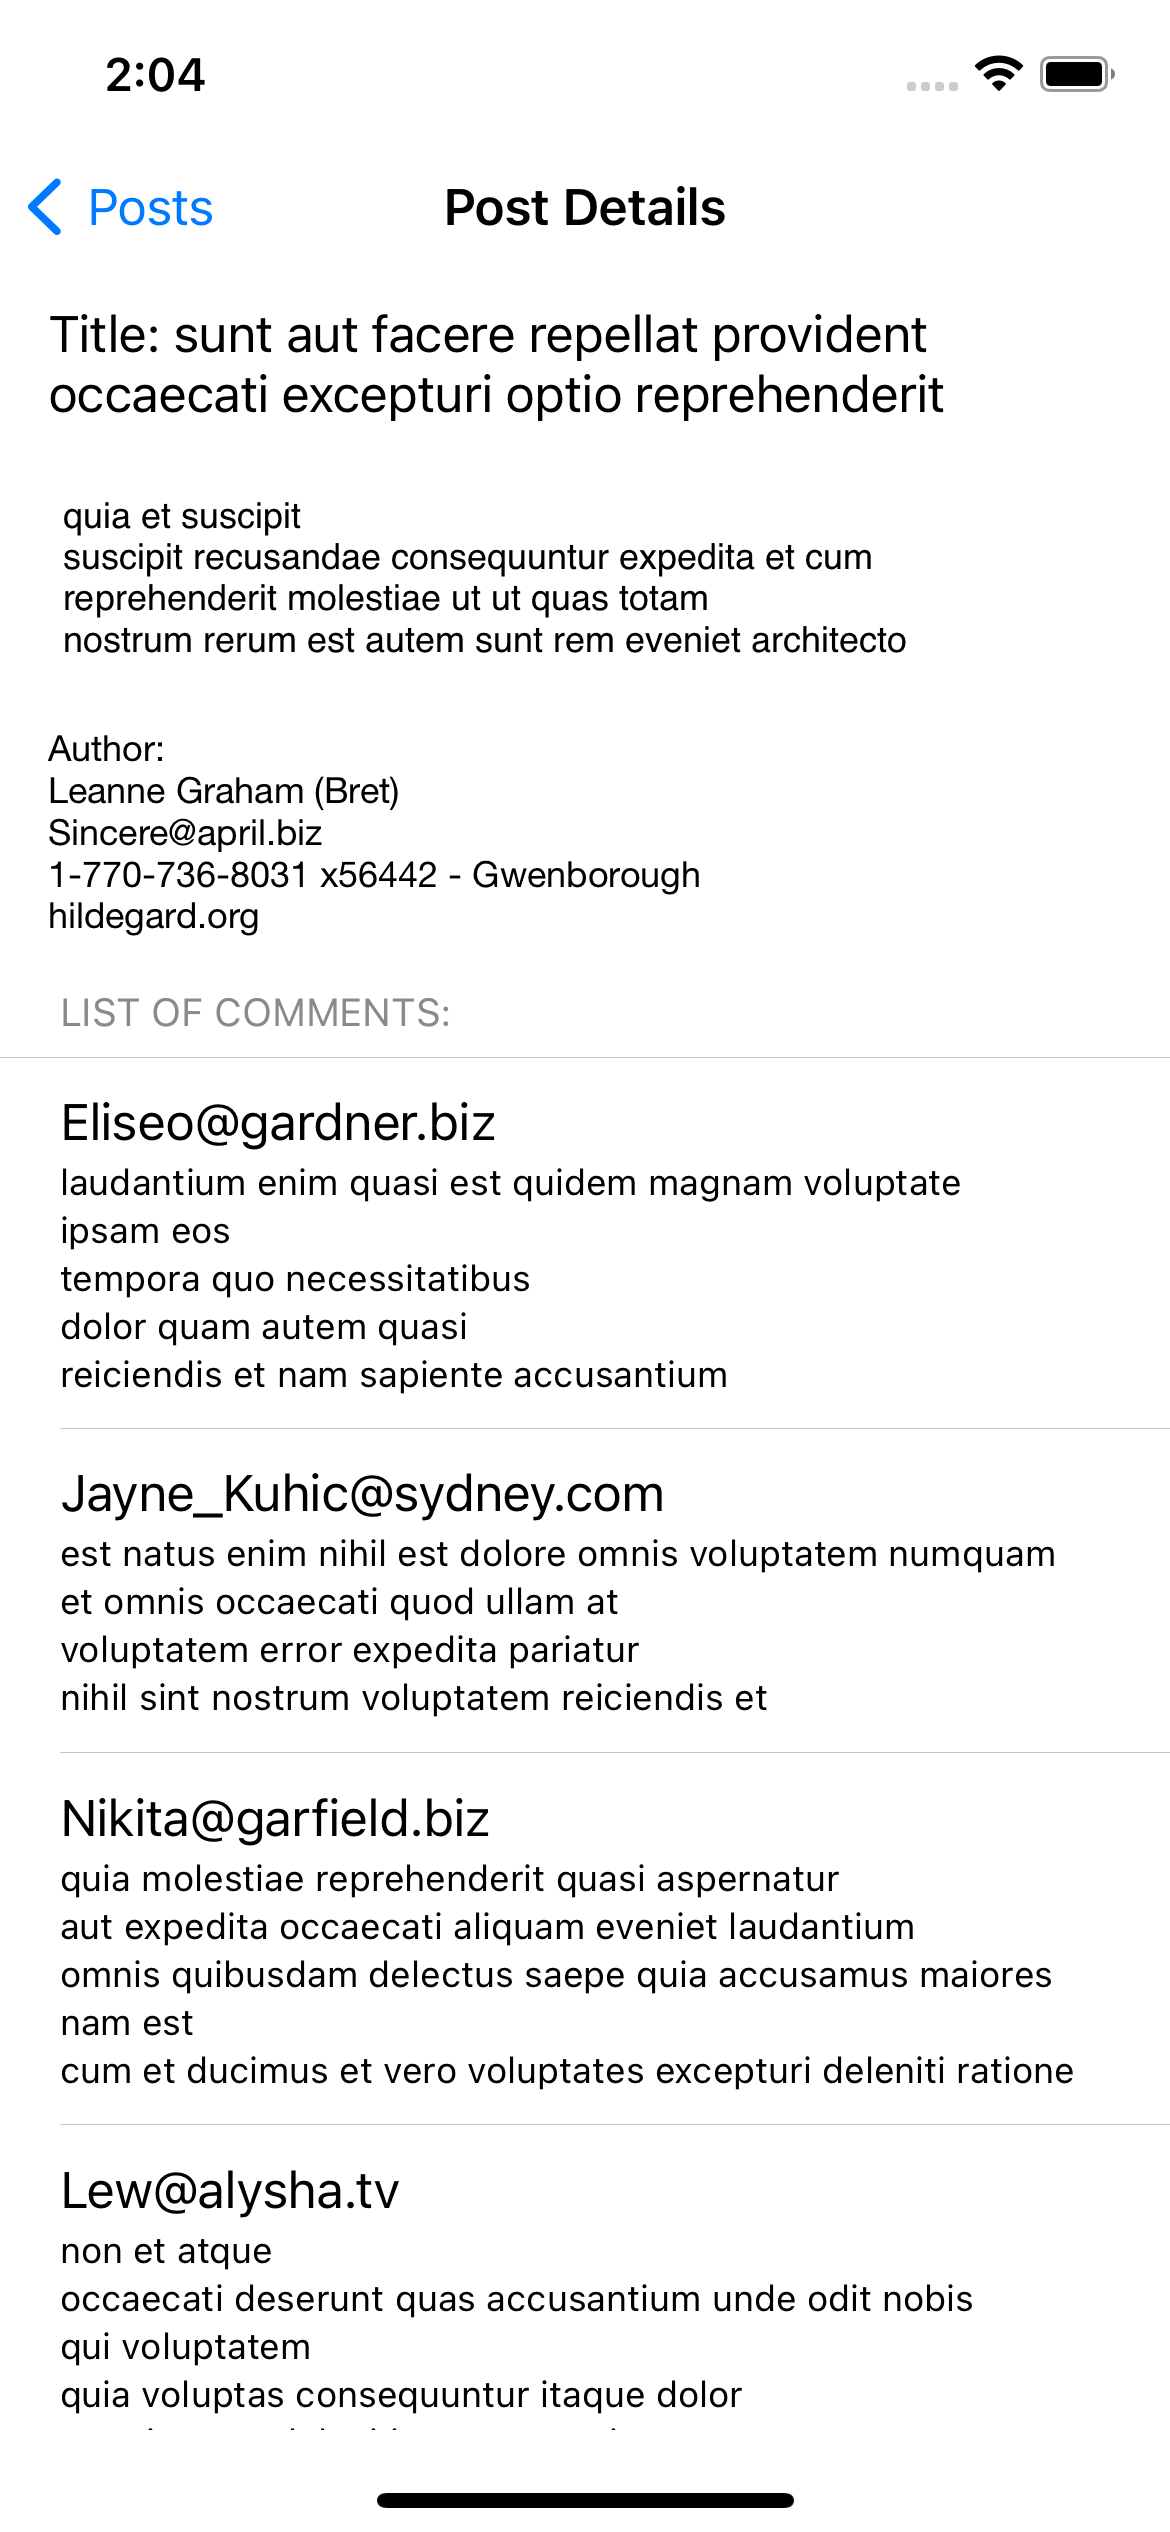 2:04
Posts
Post Details
Title: sunt aut facere repellat provident
occaecati excepturi optio reprehenderit
quia et suscipit
suscipit recusandae consequuntur expedita et cum
reprehenderit molestiae ut ut quas totam
nostrum rerum est autem sunt rem eveniet architecto
Author:
Leanne Graham (Bret)
Sincere@april.biz
1-770-736-8031 x56442 - Gwenborough
hildegard.org
LIST OF COMMENTS:
Eliseo@gardner.biz
laudantium enim quasi est quidem magnam voluptate
ipsam eos
tempora quo necessitatibus
dolor quam autem quasi
reiciendis et nam sapiente accusantium
Jayne_Kuhic@sydney.com
est natus enim nihil est dolore omnis voluptatem numquam
et omnis occaecati quod ullam at
voluptatem error expedita pariatur
nihil sint nostrum voluptatem reiciendis et
Nikita@garfield.biz
quia molestiae reprehenderit quasi aspernatur
aut expedita occaecati aliquam eveniet laudantium
omnis quibusdam delectus saepe quia accusamus maiores
nam est
cum et ducimus et vero voluptates excepturi deleniti ratione
Lew@alysha.tv
non et atque
occaecati deserunt quas accusantium unde odit nobis
qui voluptatem
quia voluptas consequuntur itaque dolor